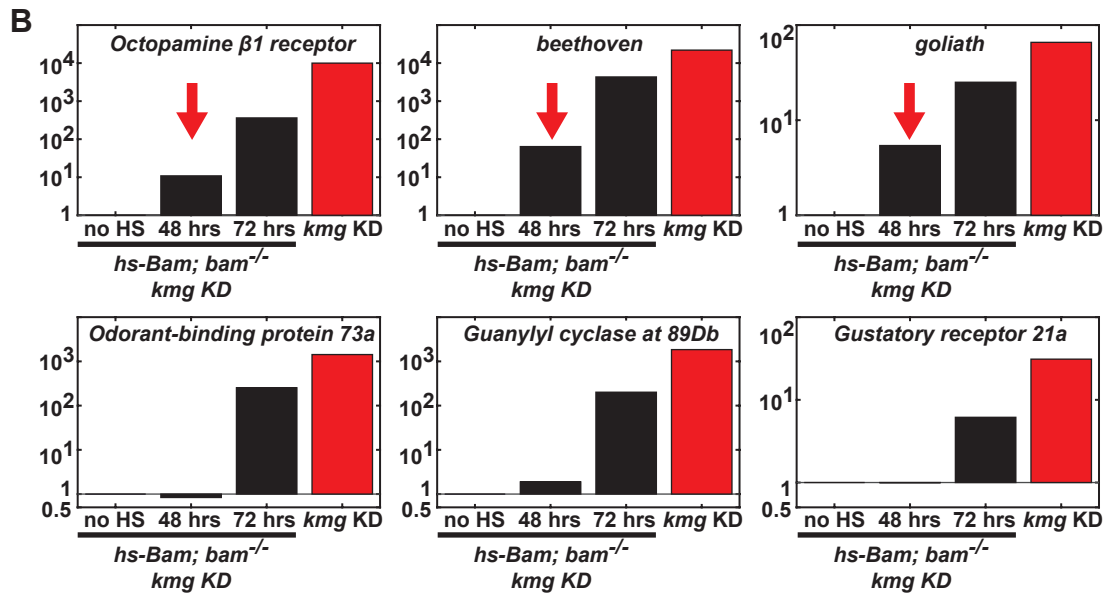 B
Octopamine β1 receptor
10⁴
10³
10²
10¹
1
no HS 48 hrs 72 hrs kmg KD
hs-Bam; bam⁻/⁻
kmg KD
beethoven
10⁴
10³
10²
10¹
1
no HS 48 hrs 72 hrs kmg KD
hs-Bam; bam⁻/⁻
kmg KD
goliath
10²
10¹
1
no HS 48 hrs 72 hrs kmg KD
hs-Bam; bam⁻/⁻
kmg KD
Odorant-binding protein 73a
10³
10²
10¹
1
0.5
no HS 48 hrs 72 hrs kmg KD
hs-Bam; bam⁻/⁻
kmg KD
Guanylyl cyclase at 89Db
10³
10²
10¹
1
0.5
no HS 48 hrs 72 hrs kmg KD
hs-Bam; bam⁻/⁻
kmg KD
Gustatory receptor 21a
10²
10¹
1
0.5
no HS 48 hrs 72 hrs kmg KD
hs-Bam; bam⁻/⁻
kmg KD